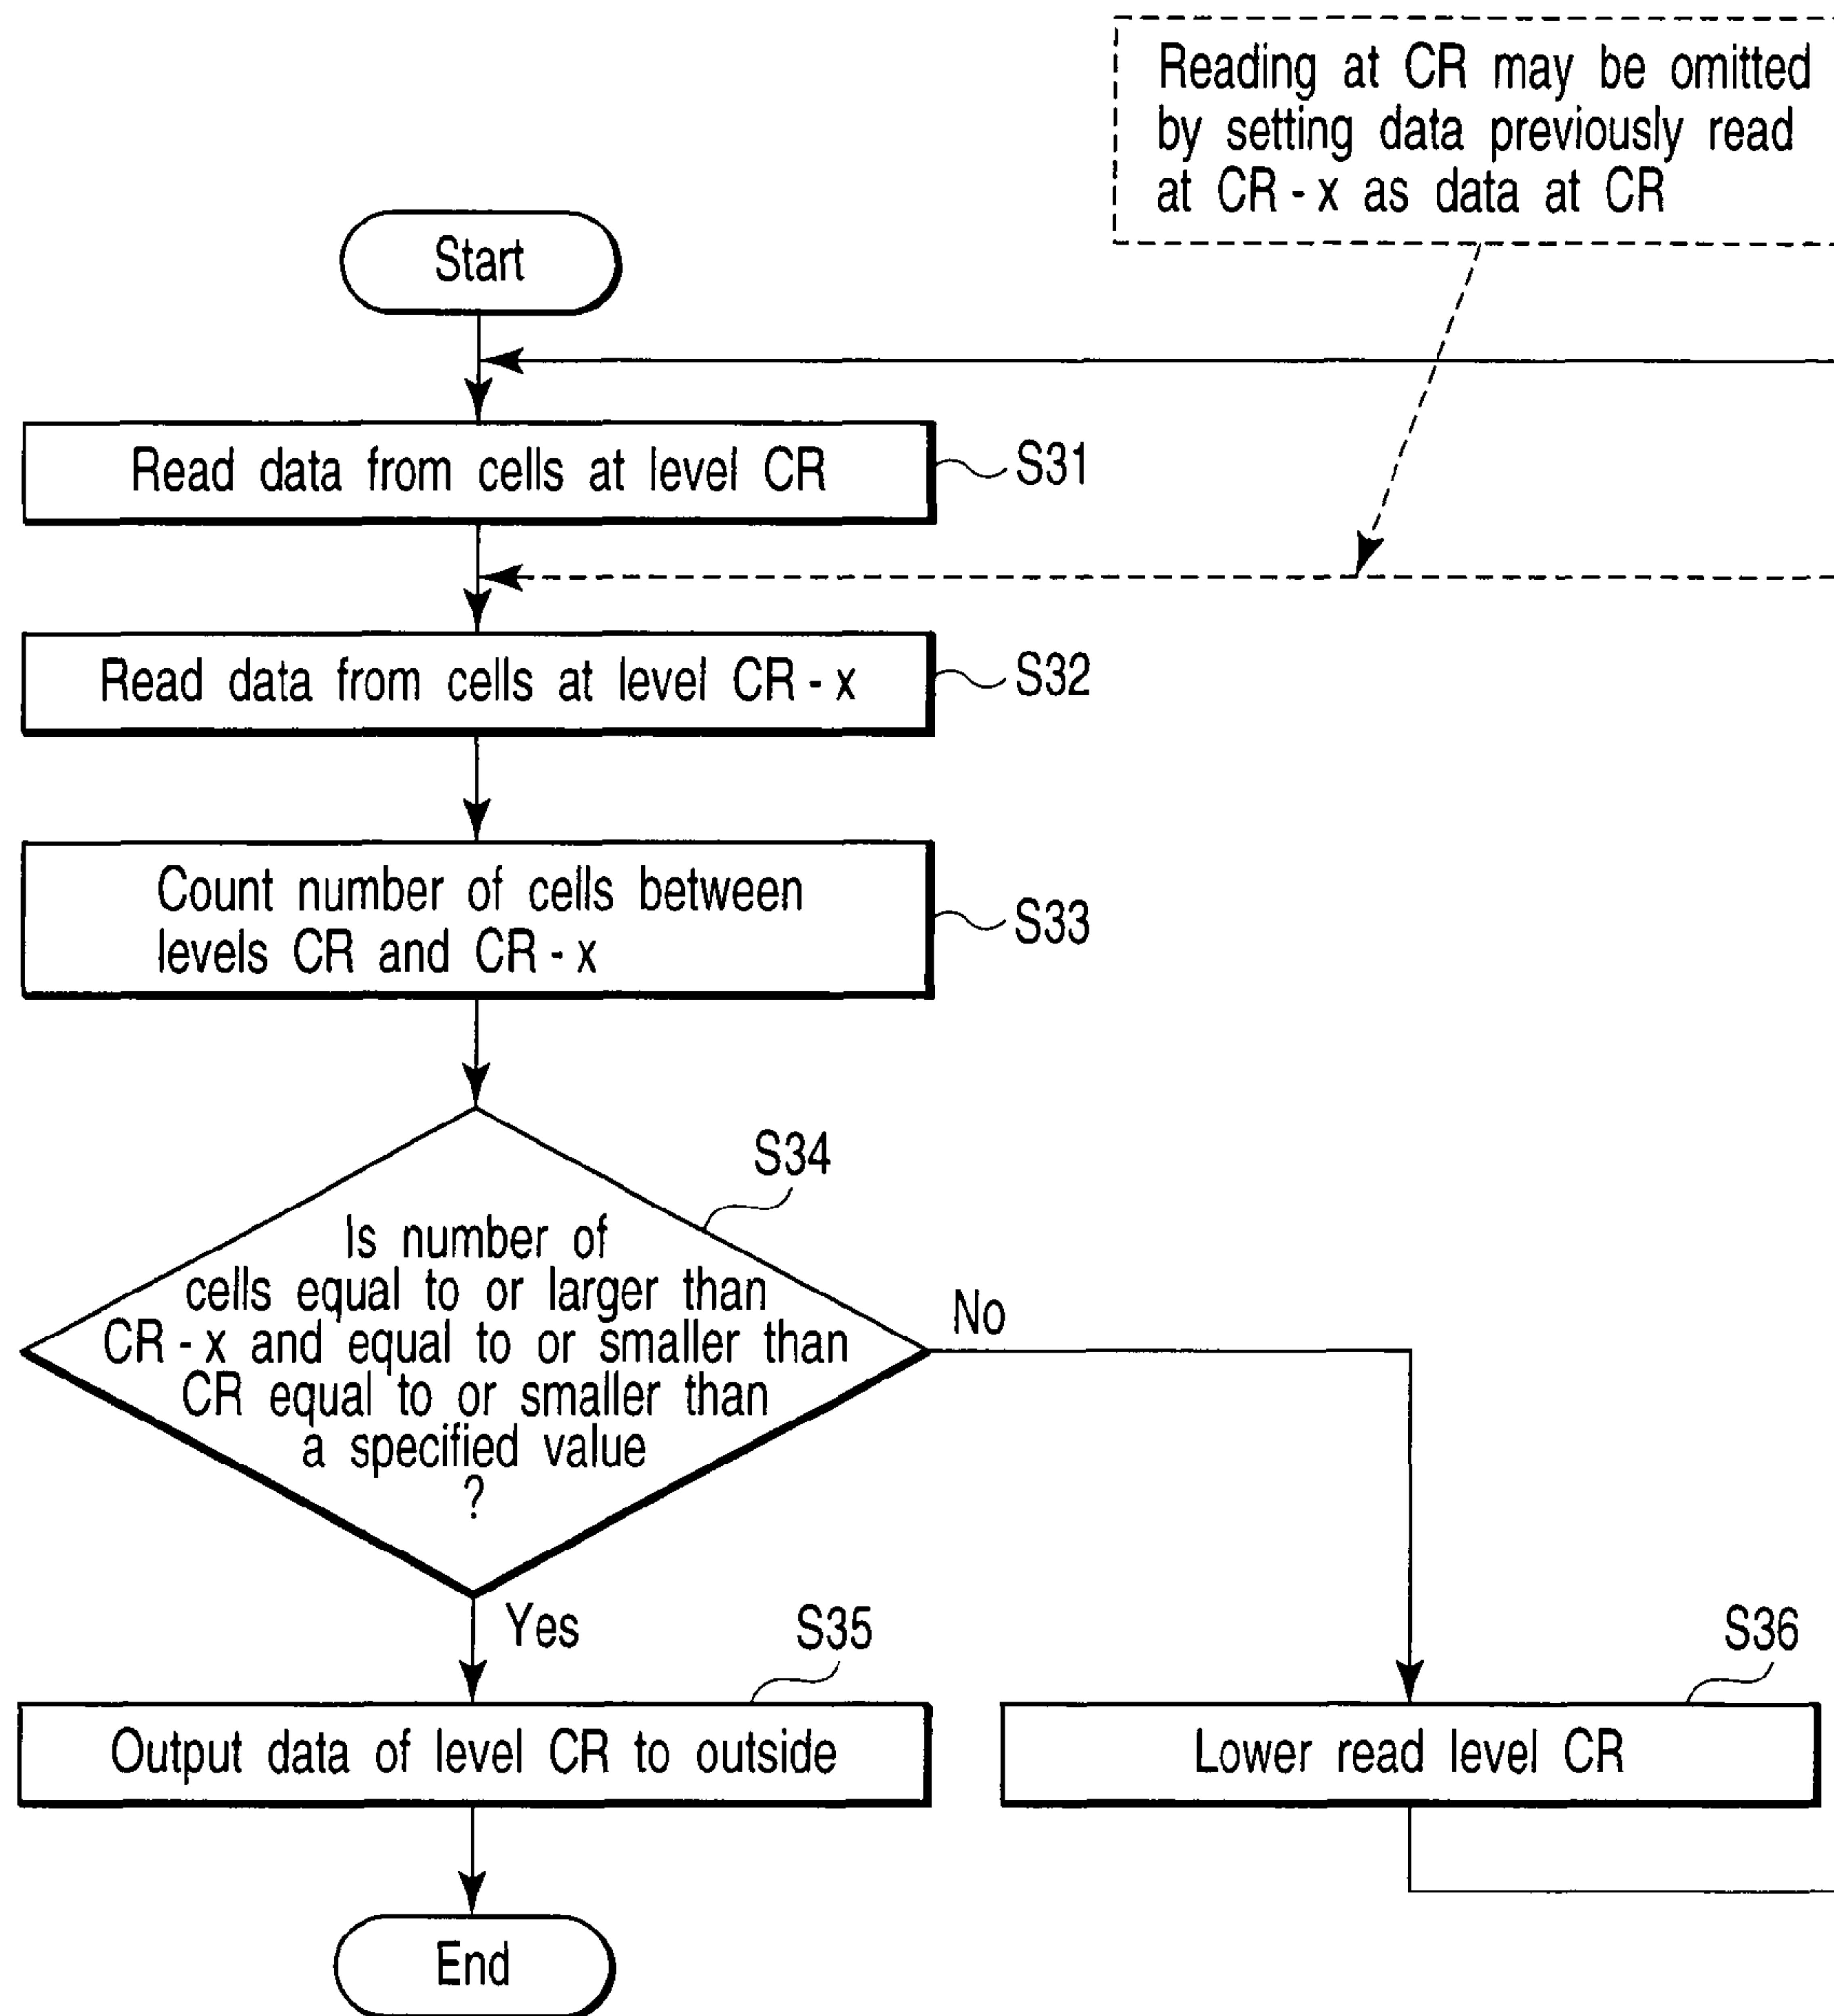 Reading at CR may be omitted
by setting data previously read
at CR - x as data at CR
Start
Read data from cells at level CR
S31
Read data from cells at level CR - x
S32
Count number of cells between
levels CR and CR - x
S33
S34
Is number of
cells equal to or larger than
CR - x and equal to or smaller than
CR equal to or smaller than
a specified value
?
No
Yes
S35
S36
Output data of level CR to outside
Lower read level CR
End